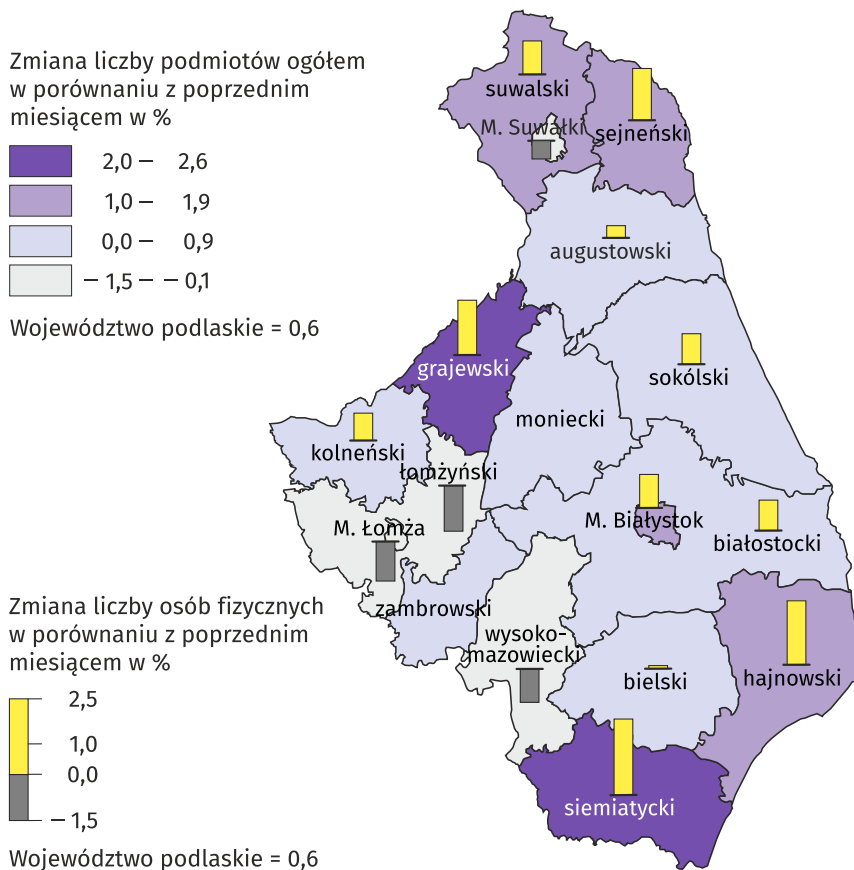 Zmiana liczby podmiotów ogółem
w porównaniu z poprzednim
miesiącem w %
2,0 – 2,6
1,0 – 1,9
0,0 – 0,9
– 1,5 – – 0,1
Województwo podlaskie = 0,6
suwalski
M. Suwałki
sejneński
augustowski
grajewski
sokólski
moniecki
kolneński
łomżyński
M. Łomża
M. Białystok
białostocki
zambrowski
wysoko-
mazowiecki
bielski
hajnowski
siemiatycki
Zmiana liczby osób fizycznych
w porównaniu z poprzednim
miesiącem w %
2,5
1,0
0,0
– 1,5
Województwo podlaskie = 0,6